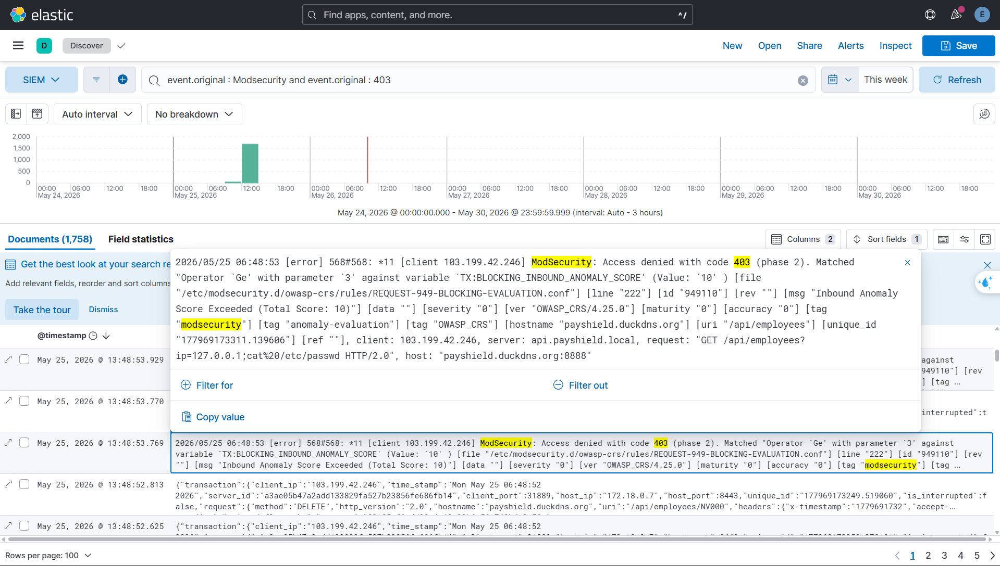 elastic
Find apps, content, and more.
^/
E
D
Discover
New
Open
Share
Alerts
Inspect
Save
SIEM
event.original : Modsecurity and event.original : 403
This week
Refresh
Auto interval
No breakdown
2,000
1,500
1,000
500
0
00:00 06:00 12:00 18:00 00:00 06:00 12:00 18:00 00:00 06:00 12:00 18:00 00:00 06:00 12:00 18:00 00:00 06:00 12:00 18:00 00:00 06:00 12:00 18:00 00:00 06:00 12:00 18:00
May 24, 2026 May 25, 2026 May 26, 2026 May 27, 2026 May 28, 2026 May 29, 2026 May 30, 2026
May 24, 2026 @ 00:00:00.000 - May 30, 2026 @ 23:59:59.999 (interval: Auto - 3 hours)
Documents (1,758)
Field statistics
Columns 2
Sort fields 1
Get the best look at your search re
Add relevant fields, reorder and sort columns
Take the tour
Dismiss
2026/05/25 06:48:53 [error] 568#568: *11 [client 103.199.42.246] ModSecurity: Access denied with code 403 (phase 2). Matched
"Operator `Ge' with parameter `3' against variable `TX:BLOCKING_INBOUND_ANOMALY_SCORE' (Value: `10' ) [file
"/etc/modsecurity.d/owasp-crs/rules/REQUEST-949-BLOCKING-EVALUATION.conf"] [line "222"] [id "949110"] [rev ""] [msg "Inbound Anomaly
Score Exceeded (Total Score: 10)"] [data ""] [severity "0"] [ver "OWASP_CRS/4.25.0"] [maturity "0"] [accuracy "0"] [tag
"modsecurity"] [tag "anomaly-evaluation"] [tag "OWASP_CRS"] [hostname "payshield.duckdns.org"] [uri "/api/employees"] [unique_id
"177969173311.139606"] [ref ""], client: 103.199.42.246, server: api.payshield.local, request: "GET /api/employees?
ip=127.0.0.1;cat%20/etc/passwd HTTP/2.0", host: "payshield.duckdns.org:8888"
Filter for
Filter out
Copy value
@timestamp
May 25, 2026 @ 13:48:53.929
against
949110"] [rev
] [tag ...
May 25, 2026 @ 13:48:53.770
interrupted":t
May 25, 2026 @ 13:48:53.769
2026/05/25 06:48:53 [error] 568#568: *11 [client 103.199.42.246] ModSecurity: Access denied with code 403 (phase 2). Matched "Operator `Ge' with parameter `3' against
variable `TX:BLOCKING_INBOUND_ANOMALY_SCORE' (Value: `10' ) [file "/etc/modsecurity.d/owasp-crs/rules/REQUEST-949-BLOCKING-EVALUATION.conf"] [line "222"] [id "949110"] [rev
""] [msg "Inbound Anomaly Score Exceeded (Total Score: 10)"] [data ""] [severity "0"] [ver "OWASP_CRS/4.25.0"] [maturity "0"] [accuracy "0"] [tag "modsecurity"] [tag ...
May 25, 2026 @ 13:48:52.813
{"transaction":{"client_ip":"103.199.42.246","time_stamp":"Mon May 25 06:48:52
2026","server_id":"a3ae05b47a2add133829fa527b23856fe686fb14","client_port":31889,"host_ip":"172.18.0.7","host_port":8443,"unique_id":"177969173249.519060","is_interrupted":f
alse,"request":{"method":"DELETE","http_version":"2.0","hostname":"payshield.duckdns.org","uri":"/api/employees/NV000","headers":{"x-timestamp":"1779691732","accept-...
May 25, 2026 @ 13:48:52.625
{"transaction":{"client_ip":"103.199.42.246","time_stamp":"Mon May 25 06:48:52
Rows per page: 100
1 2 3 4 5